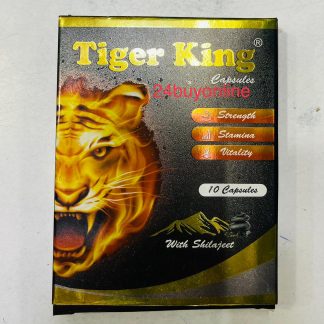 Tiger King®
Capsules
24buyonline
Strength
Stamina
Vitality
10 Capsules
With Shilajeet